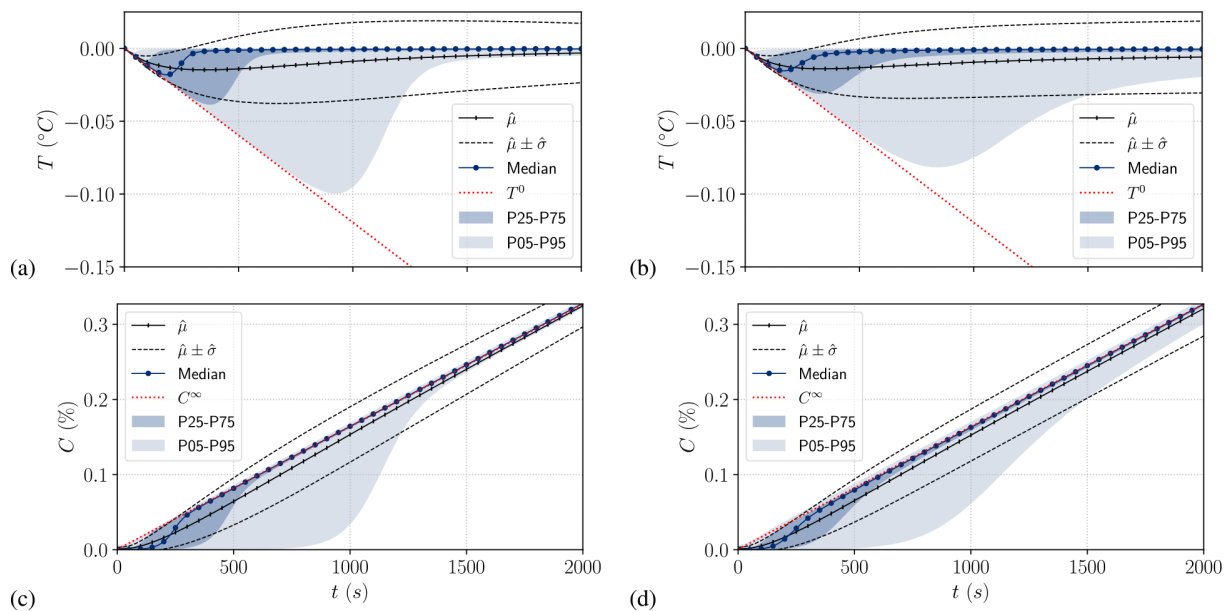 0.00
−0.05
−0.10
−0.15
T (°C)
μ̂
μ̂ ± σ̂
Median
T⁰
P25-P75
P05-P95
(a)
0.00
−0.05
−0.10
−0.15
T (°C)
μ̂
μ̂ ± σ̂
Median
T⁰
P25-P75
P05-P95
(b)
0.3
0.2
0.1
0.0
C (%)
μ̂
μ̂ ± σ̂
Median
C^∞
P25-P75
P05-P95
0 500 1000 1500 2000
t (s)
(c)
0.3
0.2
0.1
0.0
C (%)
μ̂
μ̂ ± σ̂
Median
C^∞
P25-P75
P05-P95
0 500 1000 1500 2000
t (s)
(d)